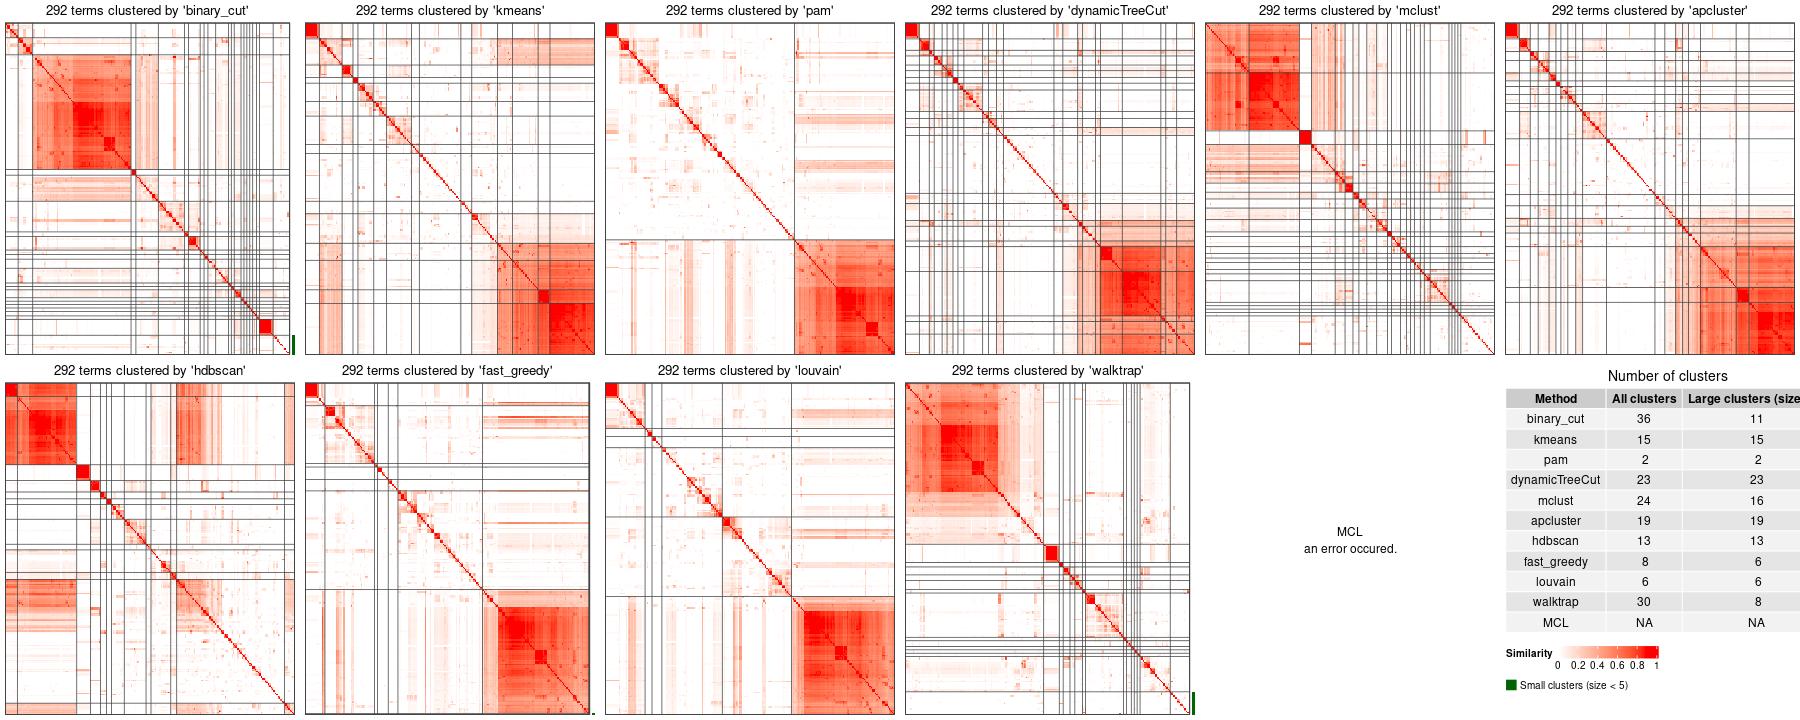 292 terms clustered by 'binary_cut'
292 terms clustered by 'kmeans'
292 terms clustered by 'pam'
292 terms clustered by 'dynamicTreeCut'
292 terms clustered by 'mclust'
292 terms clustered by 'apcluster'
292 terms clustered by 'hdbscan'
292 terms clustered by 'fast_greedy'
292 terms clustered by 'louvain'
292 terms clustered by 'walktrap'
MCL
an error occured.
Number of clusters
Method All clusters Large clusters (size
binary_cut 36 11
kmeans 15 15
pam 2 2
dynamicTreeCut 23 23
mclust 24 16
apcluster 19 19
hdbscan 13 13
fast_greedy 8 6
louvain 6 6
walktrap 30 8
MCL NA NA
Similarity
0 0.2 0.4 0.6 0.8 1
Small clusters (size < 5)